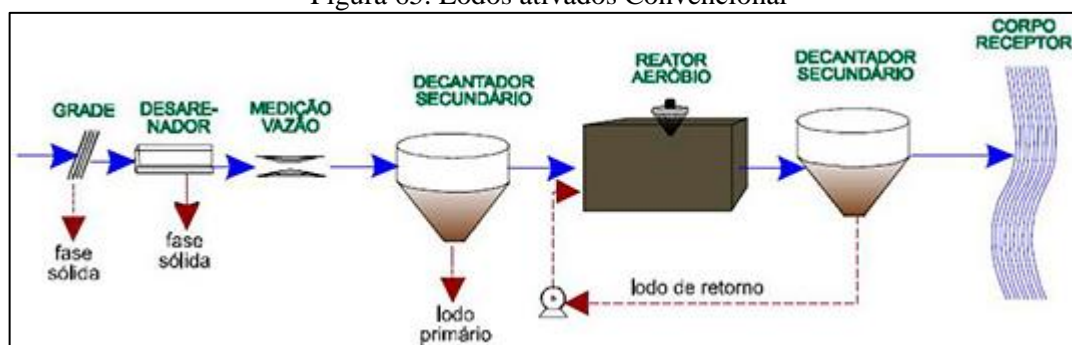 Figura 63: Lodos ativados Convencional
CORPO
RECEPTOR
REATOR
AERÓBIO
DECANTADOR
SECUNDÁRIO
DECANTADOR
SECUNDÁRIO
GRADE
DESARE-
NADOR
MEDIÇÃO
VAZÃO
fase
sólida
fase
sólida
lodo
primário
lodo de retorno